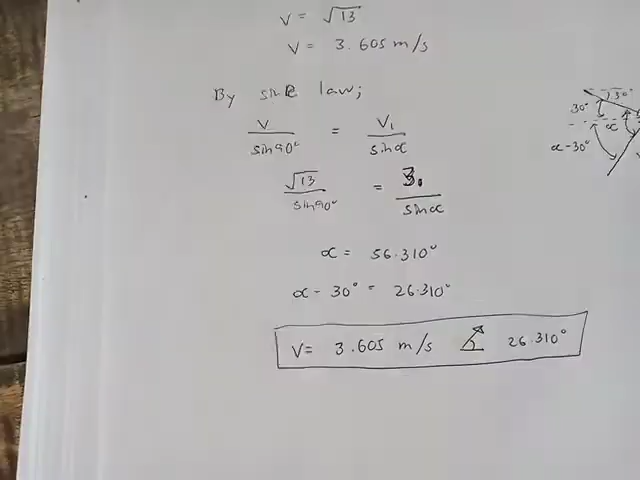 V = √13
V = 3.605 m/s
By sine law;
V / sin90° = V₁ / sinα
√13 / sin90° = 3. / sinα
α = 56.310°
α - 30° = 26.310°
V = 3.605 m/s 26.310°
30°
α
α-30°